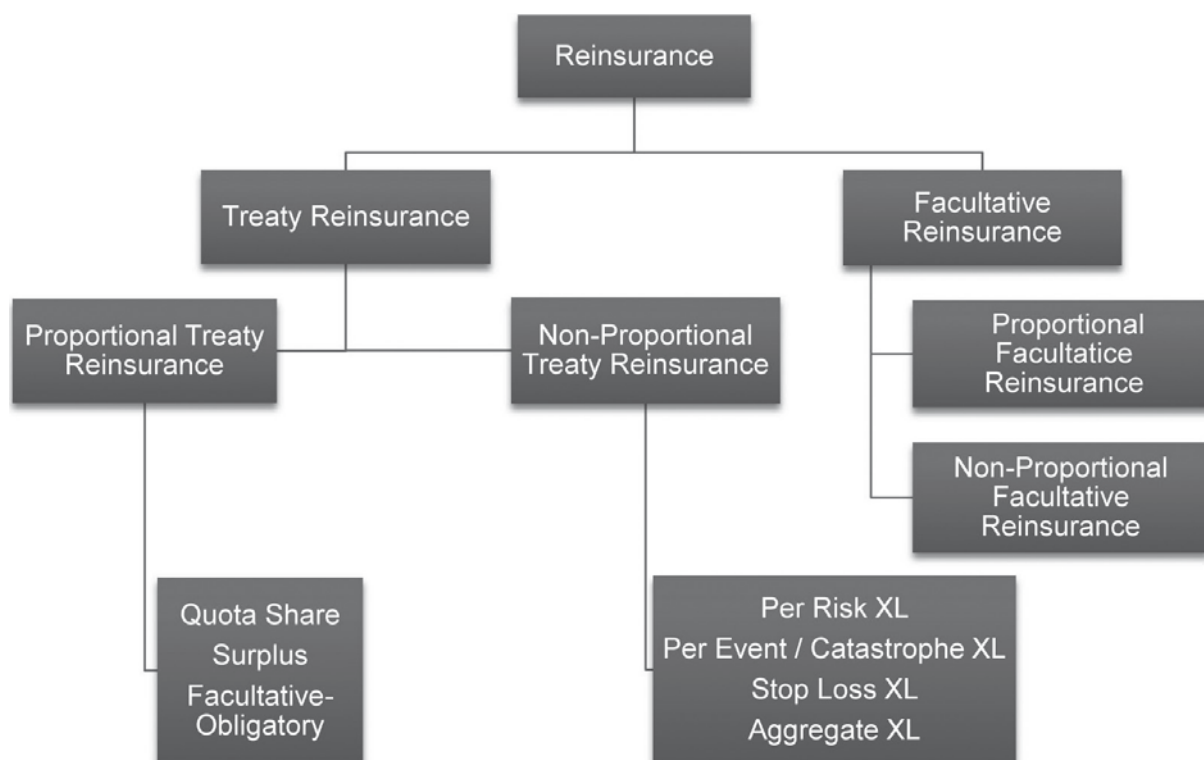 Reinsurance
Treaty Reinsurance
Facultative
Reinsurance
Proportional Treaty
Reinsurance
Non-Proportional
Treaty Reinsurance
Proportional
Facultatice
Reinsurance
Non-Proportional
Facultative
Reinsurance
Quota Share
Surplus
Facultative-
Obligatory
Per Risk XL
Per Event / Catastrophe XL
Stop Loss XL
Aggregate XL